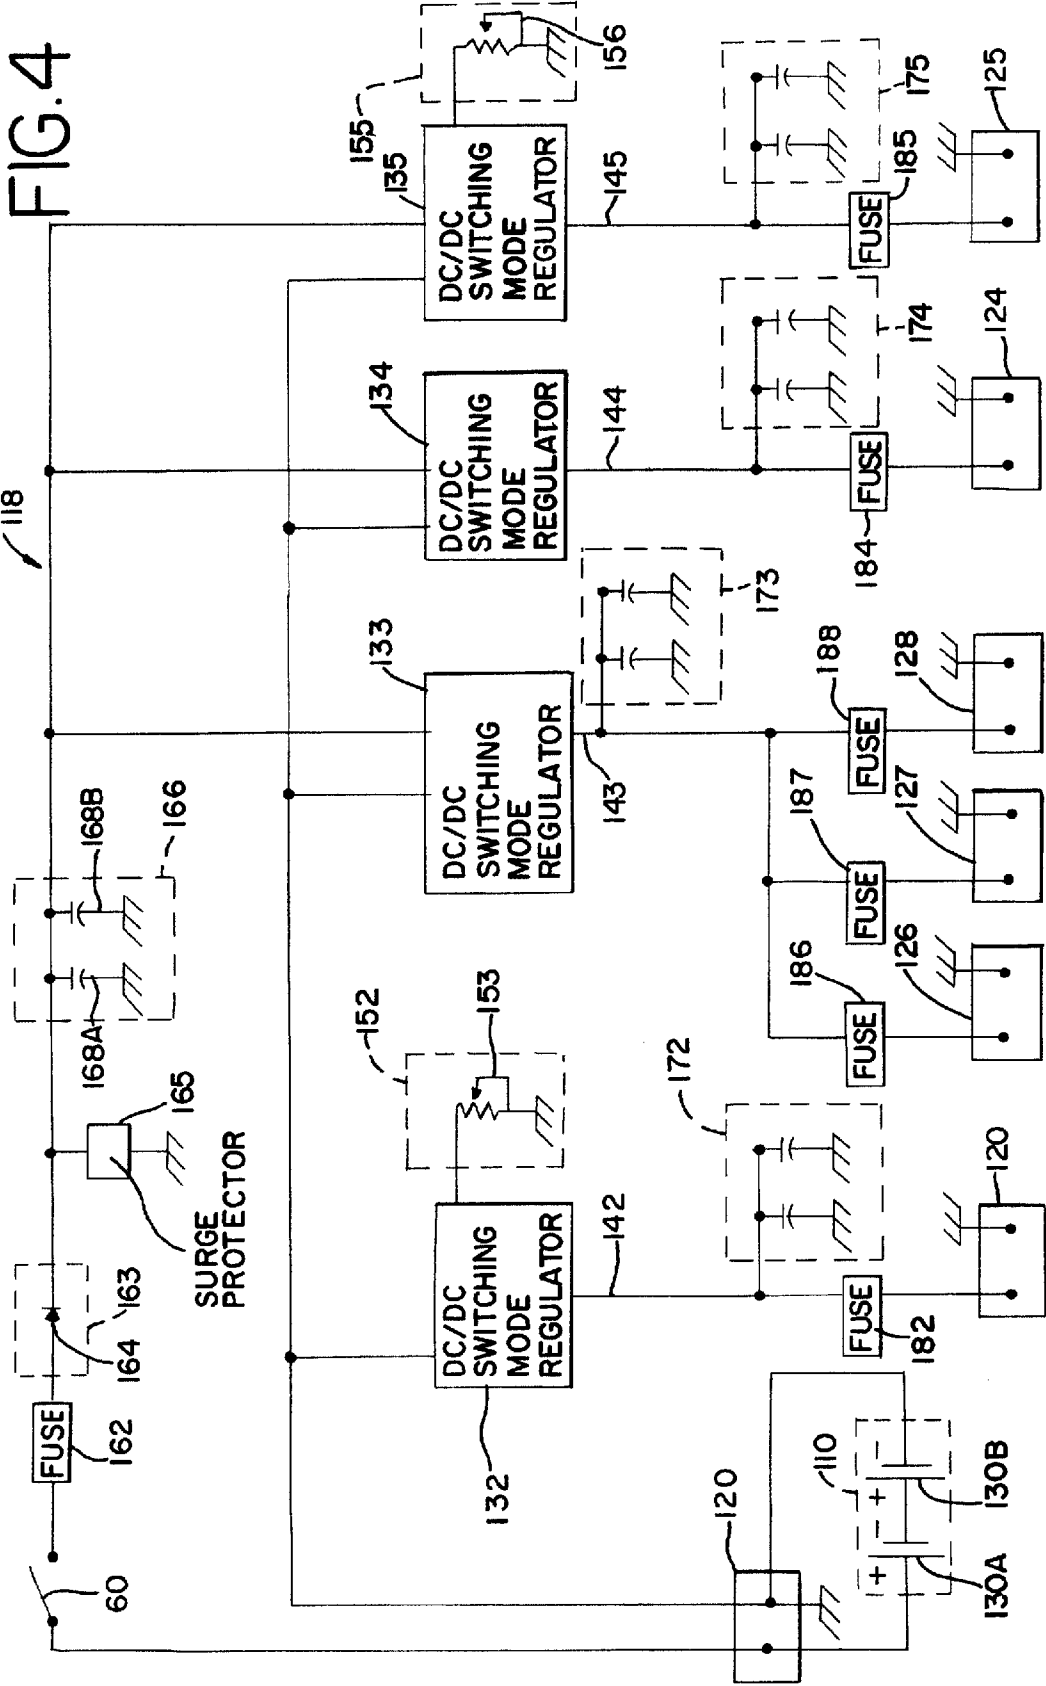 FIG. 4
118
60
FUSE
162
164
163
SURGE
PROTECTOR
165
168A
168B
166
132
DC/DC
SWITCHING
MODE
REGULATOR
152
153
133
DC/DC
SWITCHING
MODE
REGULATOR
134
DC/DC
SWITCHING
MODE
REGULATOR
135
DC/DC
SWITCHING
MODE
REGULATOR
155
156
142
143
144
145
172
173
174
175
FUSE
182
186
FUSE
187
FUSE
188
FUSE
184
FUSE
185
FUSE
120
110
+
−
+
−
130A
130B
120
126
127
128
124
125